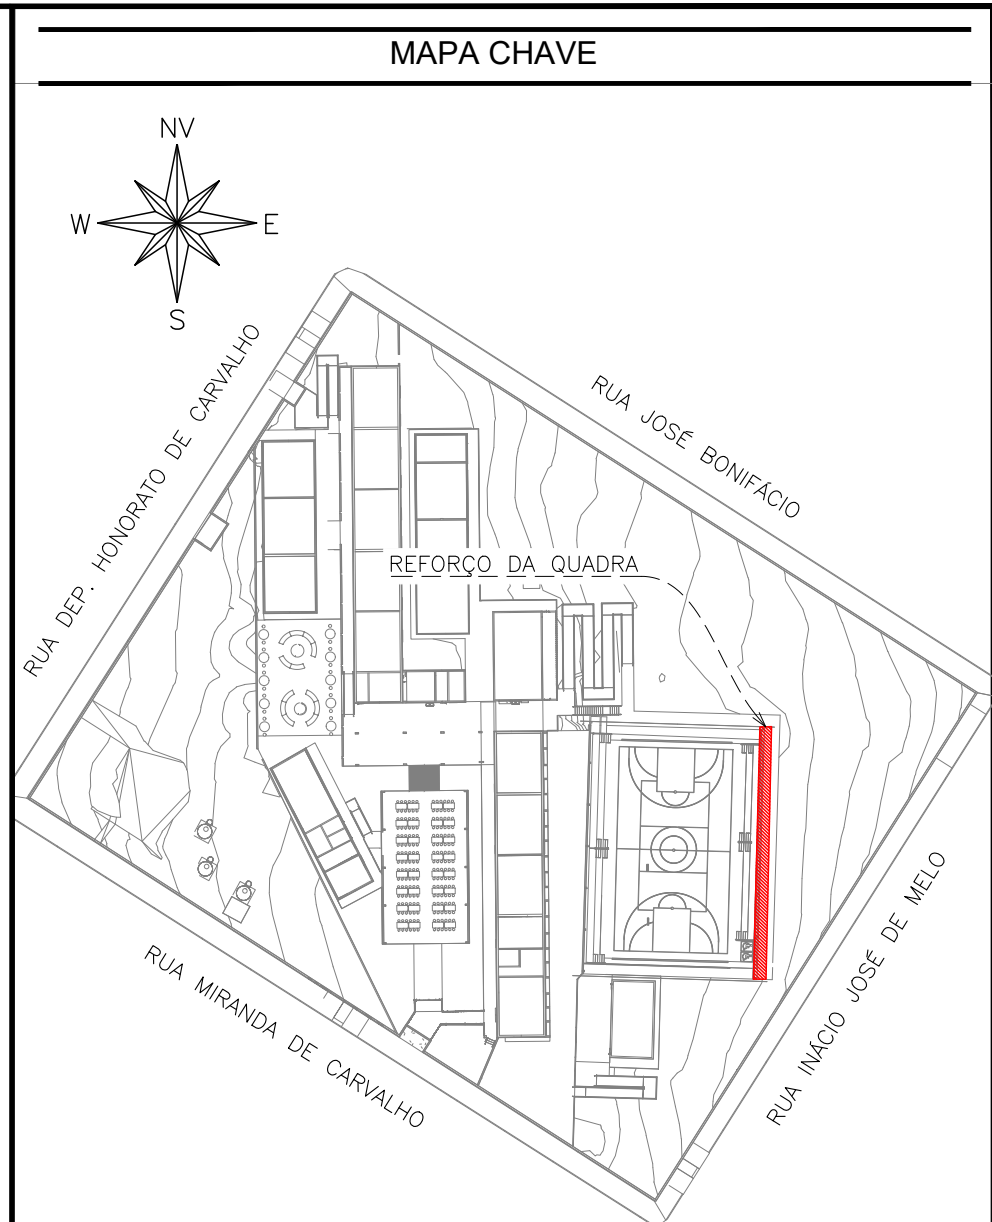 MAPA CHAVE
NV
W
E
S
RUA DEP. HONORATO DE CARVALHO
RUA JOSÉ BONIFÁCIO
REFORÇO DA QUADRA
RUA MIRANDA DE CARVALHO
RUA INÁCIO JOSÉ DE MELO